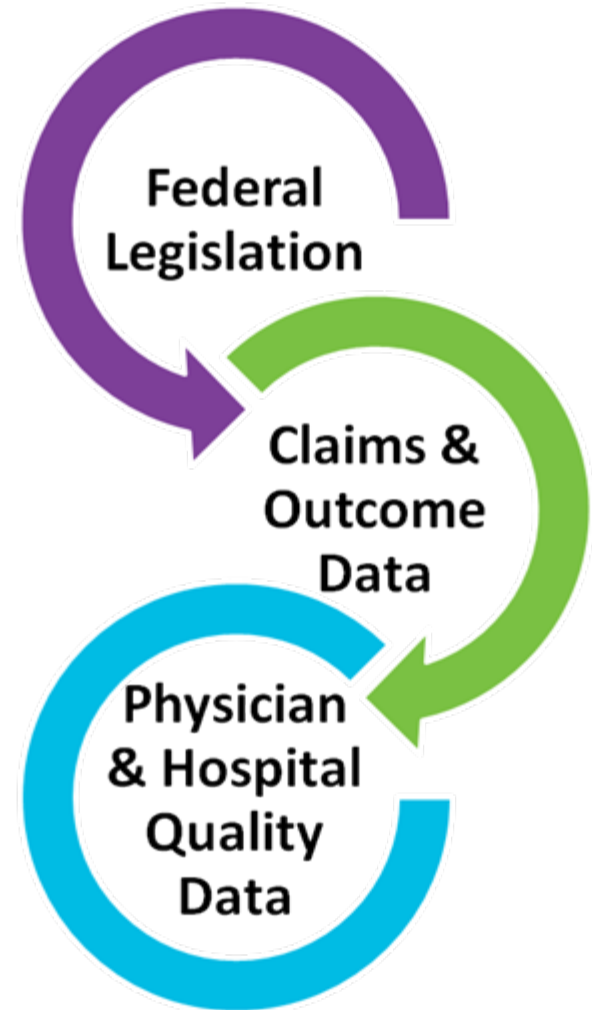 Federal
Legislation
Claims &
Outcome
Data
Physician
& Hospital
Quality
Data